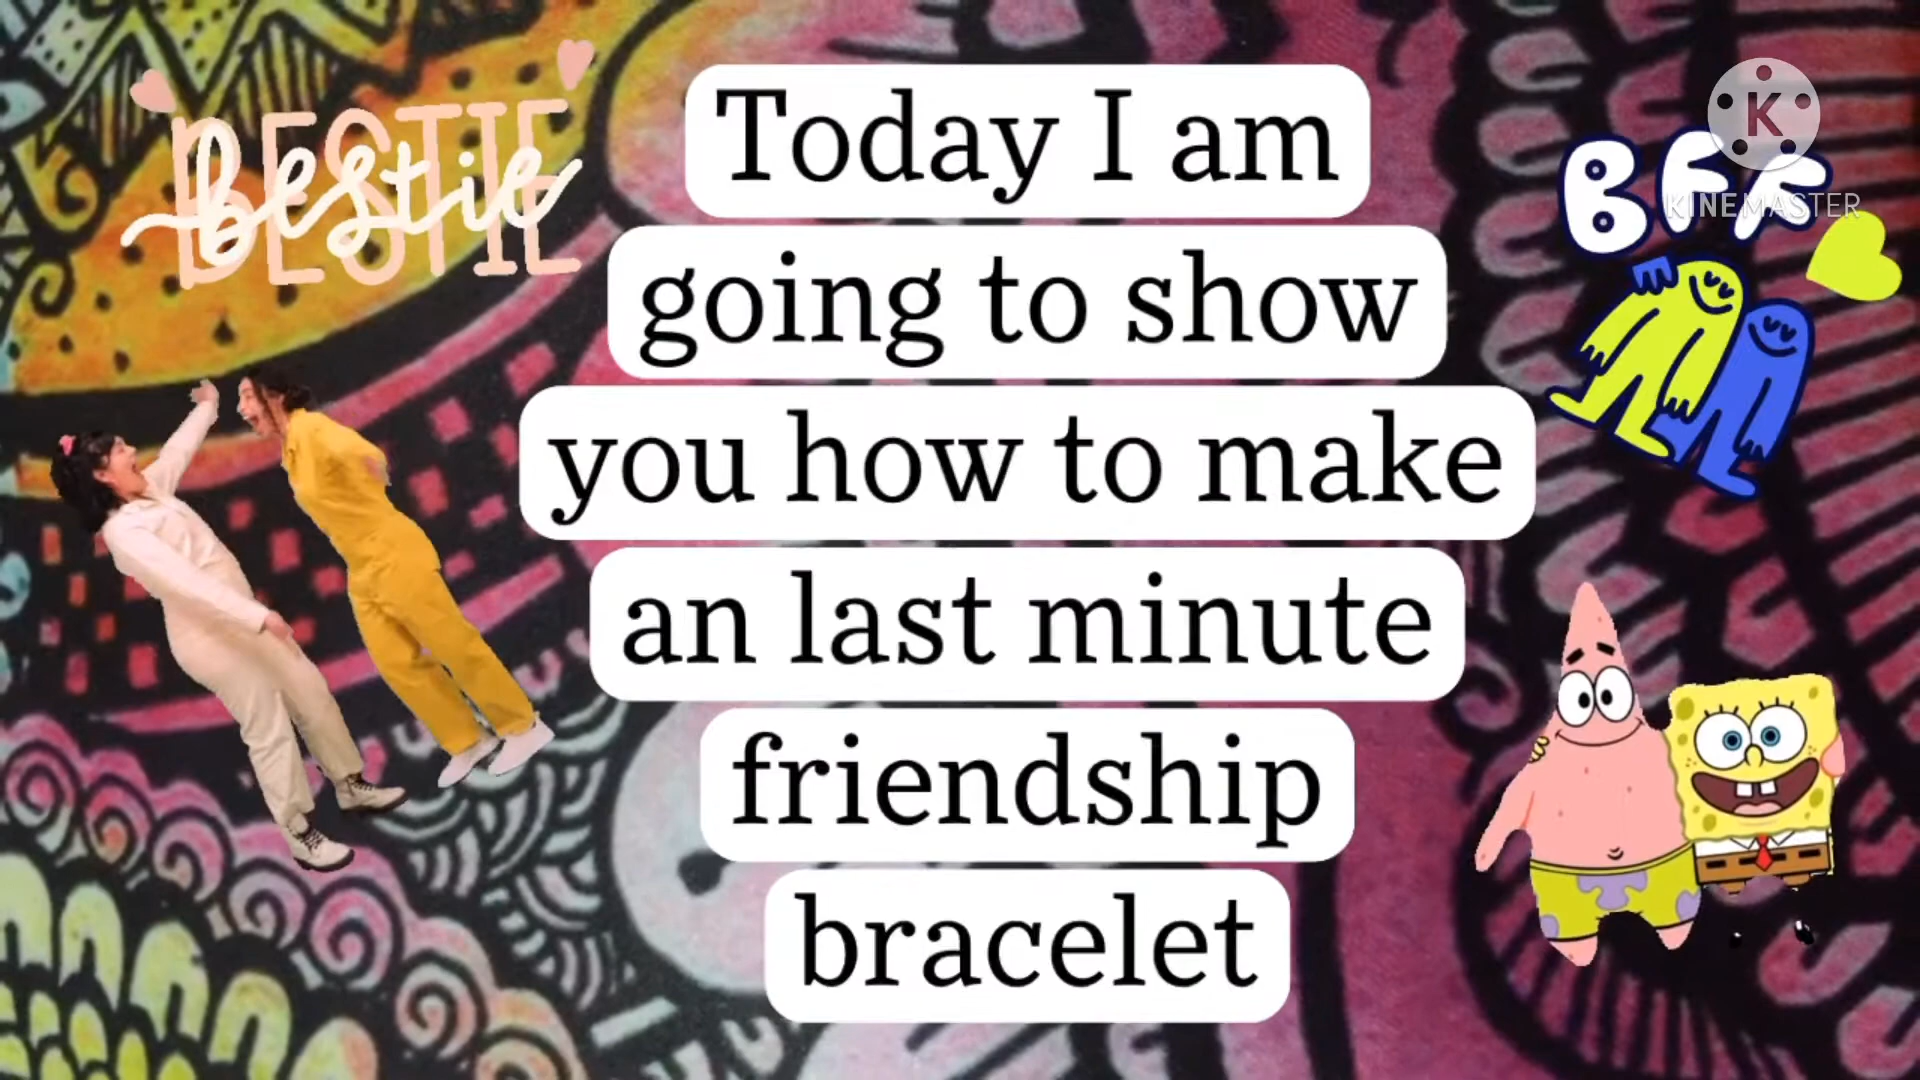 BESTIE
Bestie
Today I am
going to show
you how to make
an last minute
friendship
bracelet
K
KINEMASTER
BFF